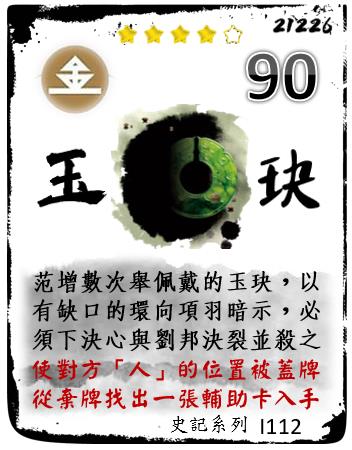 21226
金
90
玉 玦
范增數次舉佩戴的玉玦，以
有缺口的環向項羽暗示，必
須下決心與劉邦決裂並殺之
使對方「人」的位置被蓋牌
從棄牌找出一張輔助卡入手
史記系列 I112